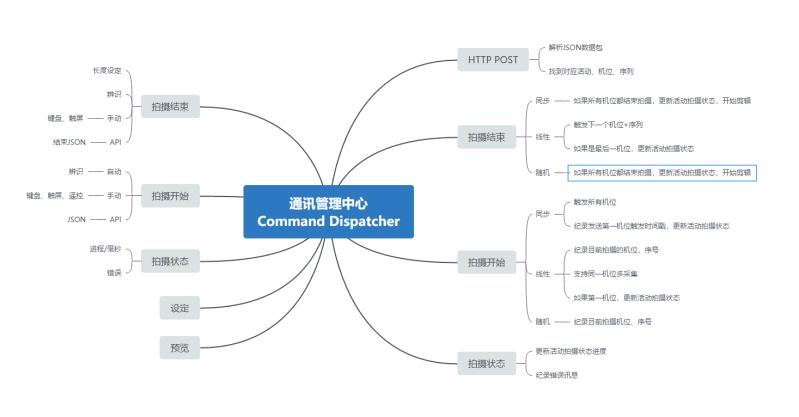 通讯管理中心
Command Dispatcher
HTTP POST
解析JSON数据包
找到对应活动、机位、序列
拍摄结束
同步
如果所有机位都结束拍摄，更新活动拍摄状态，开始剪辑
线性
触发下一个机位+序列
如果是最后一机位，更新活动拍摄状态
随机
如果所有机位都结束拍摄，更新活动拍摄状态，开始剪辑
拍摄开始
同步
触发所有机位
纪录发送第一机位触发时间戳，更新活动拍摄状态
线性
纪录目前拍摄的机位，序号
支持同一机位多采集
如果第一机位，更新活动拍摄状态
随机
纪录目前拍摄机位、序号
拍摄状态
更新活动拍摄状态进度
纪录错误讯息
拍摄结束
长度设定
辨识
键盘、触屏
手动
结束JSON
API
拍摄开始
辨识
自动
键盘、触屏、遥控
手动
JSON
API
拍摄状态
进程/毫秒
错误
设定
预览